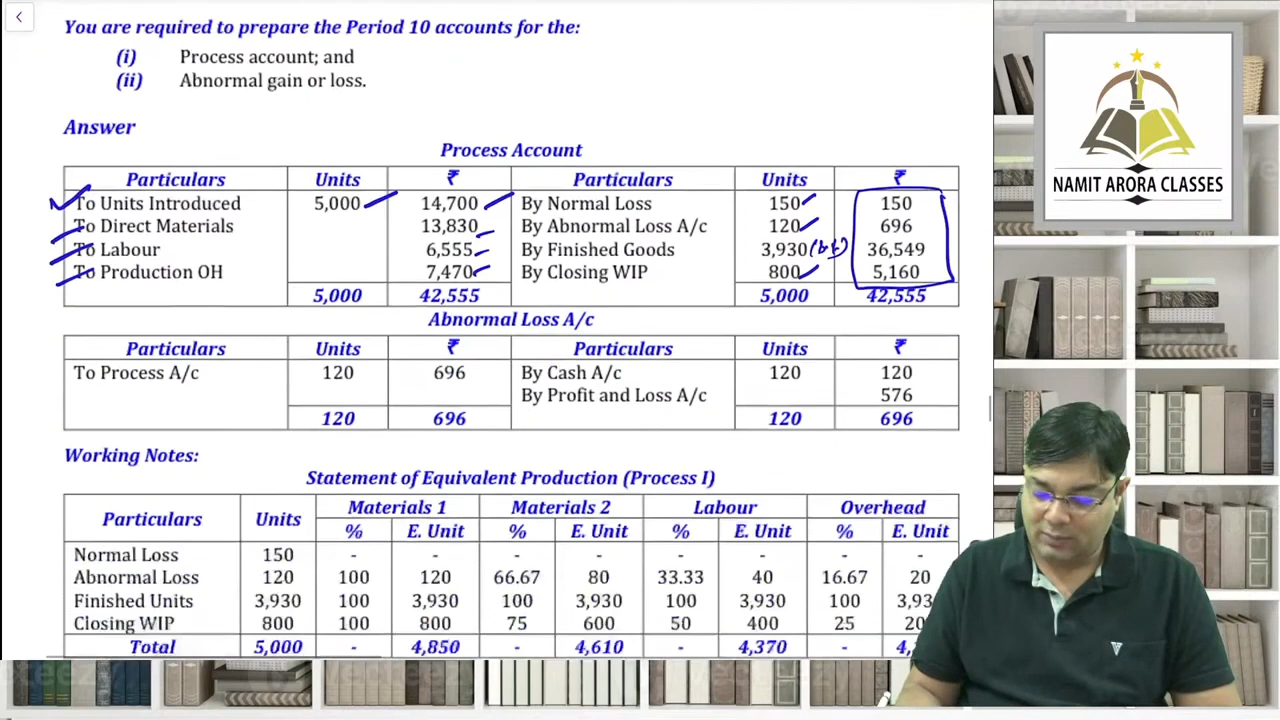 You are required to prepare the Period 10 accounts for the:
(i) Process account; and
(ii) Abnormal gain or loss.
Answer
Process Account
Particulars Units ₹ Particulars Units ₹
To Units Introduced 5,000 14,700 By Normal Loss 150 150
To Direct Materials 13,830 By Abnormal Loss A/c 120 696
To Labour 6,555 By Finished Goods 3,930 (b.f) 36,549
To Production OH 7,470 By Closing WIP 800 5,160
5,000 42,555 5,000 42,555
Abnormal Loss A/c
Particulars Units ₹ Particulars Units ₹
To Process A/c 120 696 By Cash A/c 120 120
By Profit and Loss A/c 576
120 696 120 696
Working Notes:
Statement of Equivalent Production (Process I)
Particulars Units Materials 1 Materials 2 Labour Overhead
% E. Unit % E. Unit % E. Unit % E. Unit
Normal Loss 150 - - - - - - - -
Abnormal Loss 120 100 120 66.67 80 33.33 40 16.67 20
Finished Units 3,930 100 3,930 100 3,930 100 3,930 100 3,93
Closing WIP 800 100 800 75 600 50 400 25 20
Total 5,000 - 4,850 - 4,610 - 4,370 - 4,
NAMIT ARORA CLASSES